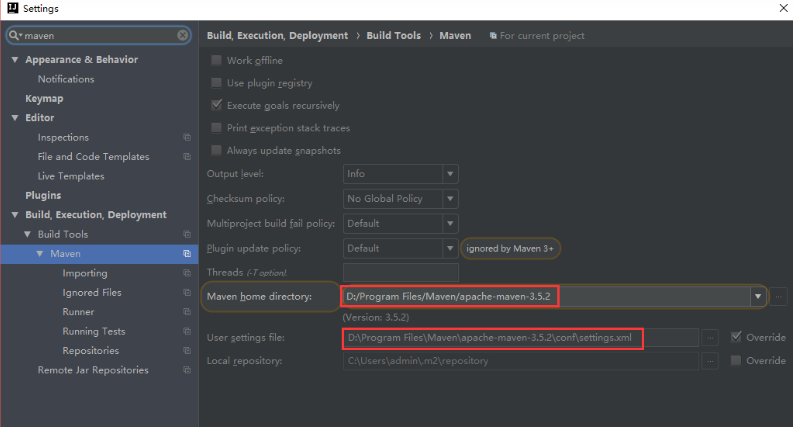 Settings
maven
Appearance & Behavior
Notifications
Keymap
Editor
Inspections
File and Code Templates
Live Templates
Plugins
Build, Execution, Deployment
Build Tools
Maven
Importing
Ignored Files
Runner
Running Tests
Repositories
Remote Jar Repositories
Build, Execution, Deployment › Build Tools › Maven For current project
Work offline
Use plugin registry
Execute goals recursively
Print exception stack traces
Always update snapshots
Output level: Info
Checksum policy: No Global Policy
Multiproject build fail policy: Default
Plugin update policy: Default ignored by Maven 3+
Threads (-T option)
Maven home directory: D:/Program Files/Maven/apache-maven-3.5.2 ...
(Version: 3.5.2)
User settings file: D:\Program Files\Maven\apache-maven-3.5.2\conf\settings.xml ... Override
Local repository: C:\Users\admin\.m2\repository ... Override